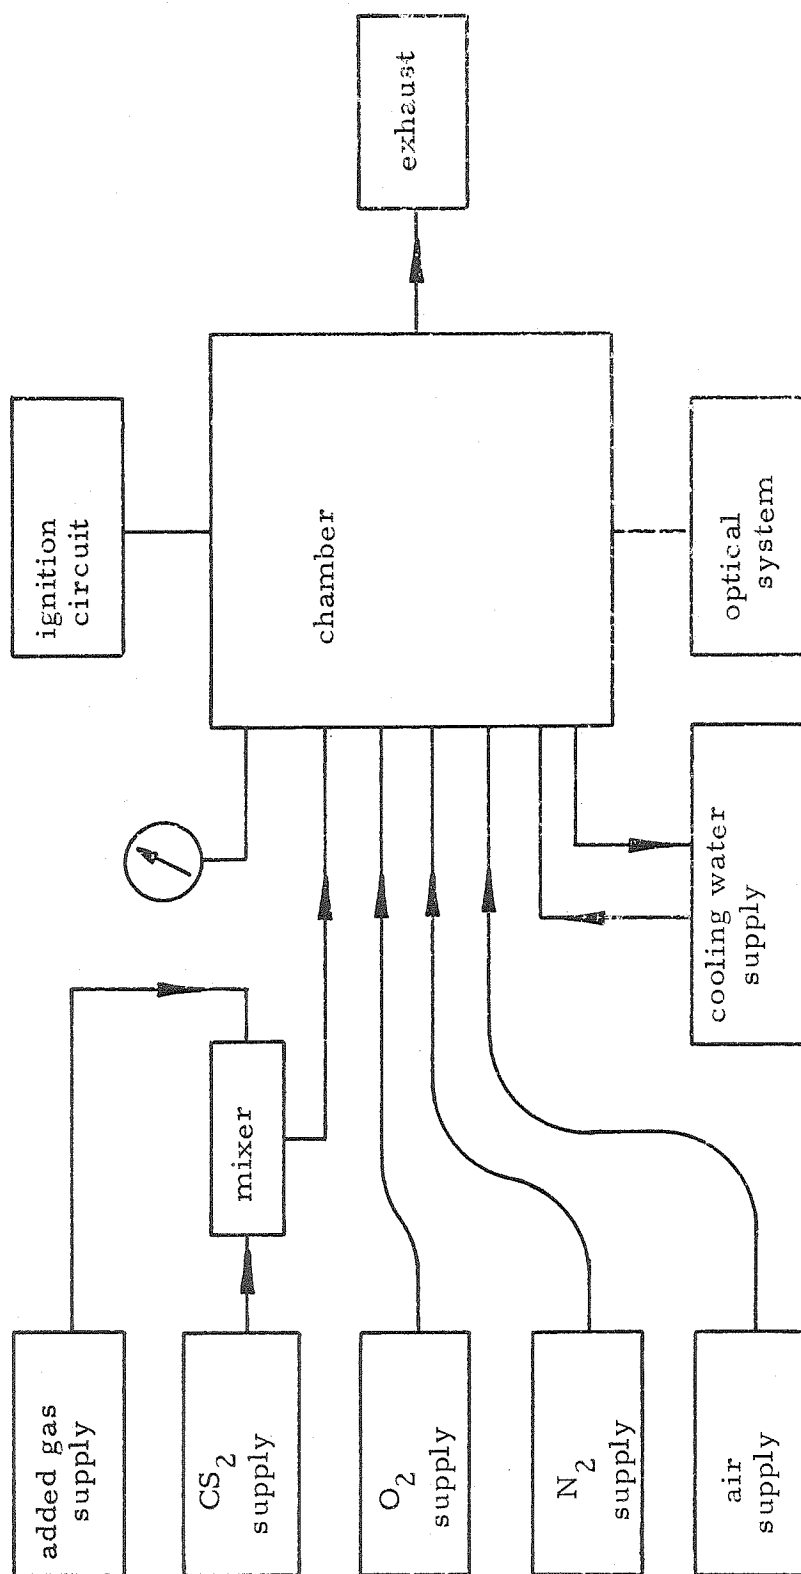 added gas
supply
CS2
supply
O2
supply
N2
supply
air
supply
mixer
cooling water
supply
ignition
circuit
chamber
optical
system
exhaust